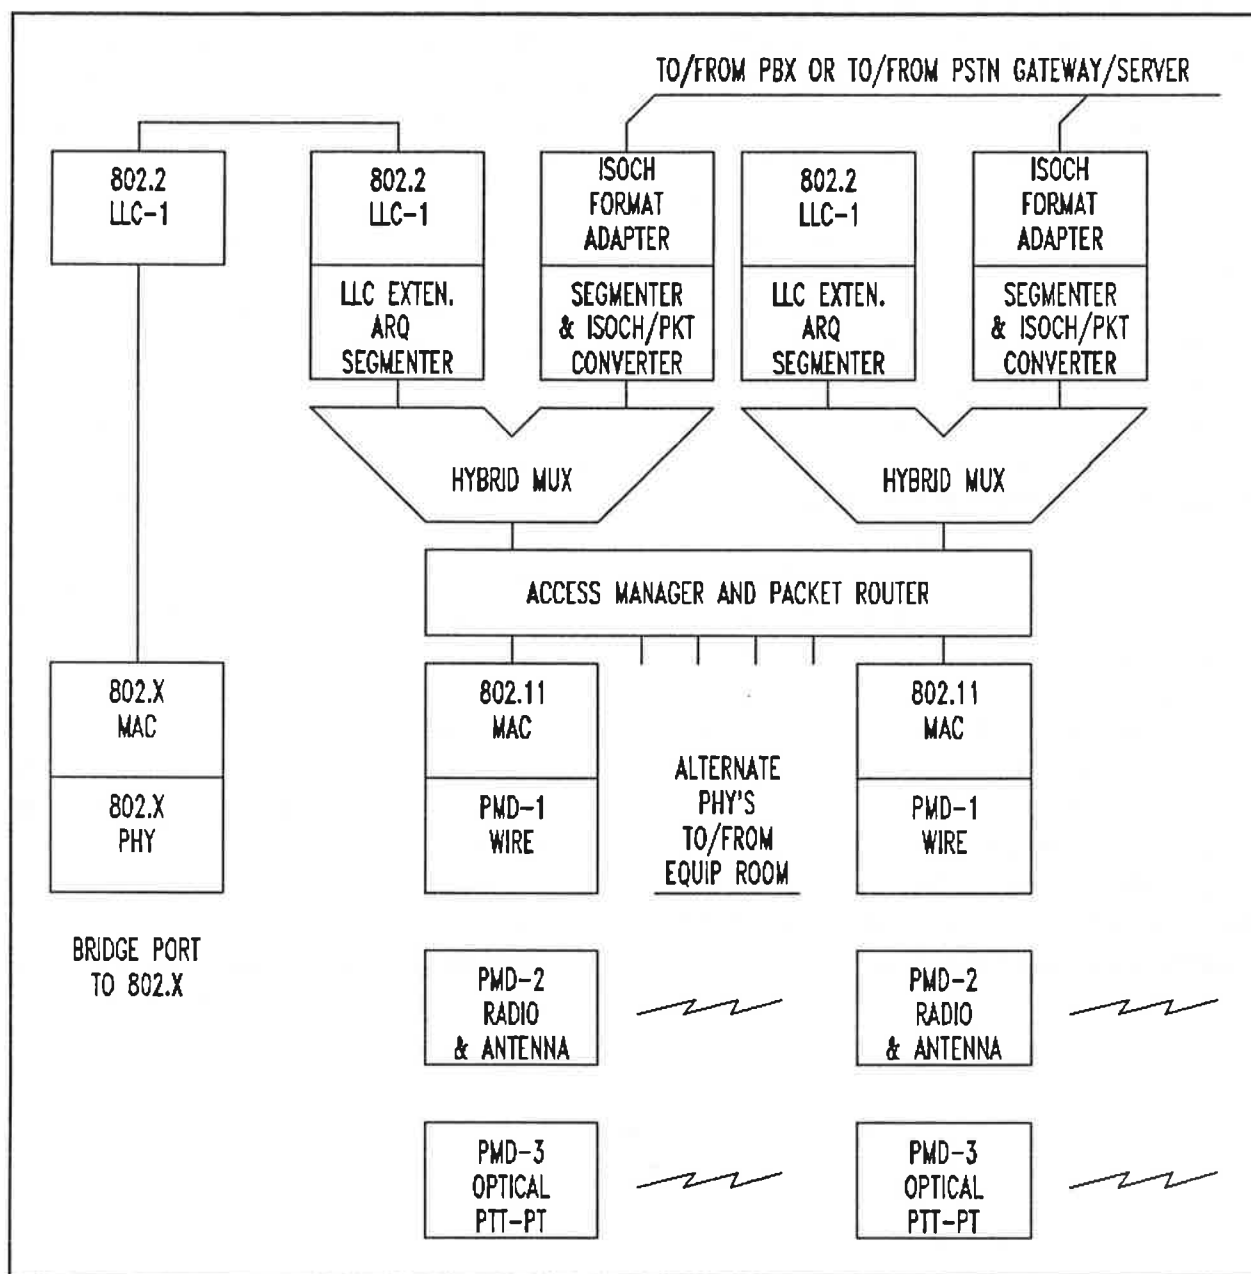 TO/FROM PBX OR TO/FROM PSTN GATEWAY/SERVER
802.2
LLC-1
802.2
LLC-1
ISOCH
FORMAT
ADAPTER
802.2
LLC-1
ISOCH
FORMAT
ADAPTER
LLC EXTEN.
ARQ
SEGMENTER
SEGMENTER
& ISOCH/PKT
CONVERTER
LLC EXTEN.
ARQ
SEGMENTER
SEGMENTER
& ISOCH/PKT
CONVERTER
HYBRID MUX
HYBRID MUX
ACCESS MANAGER AND PACKET ROUTER
802.X
MAC
802.11
MAC
802.11
MAC
802.X
PHY
PMD-1
WIRE
ALTERNATE
PHY'S
TO/FROM
EQUIP ROOM
PMD-1
WIRE
BRIDGE PORT
TO 802.X
PMD-2
RADIO
& ANTENNA
PMD-2
RADIO
& ANTENNA
PMD-3
OPTICAL
PTT-PT
PMD-3
OPTICAL
PTT-PT